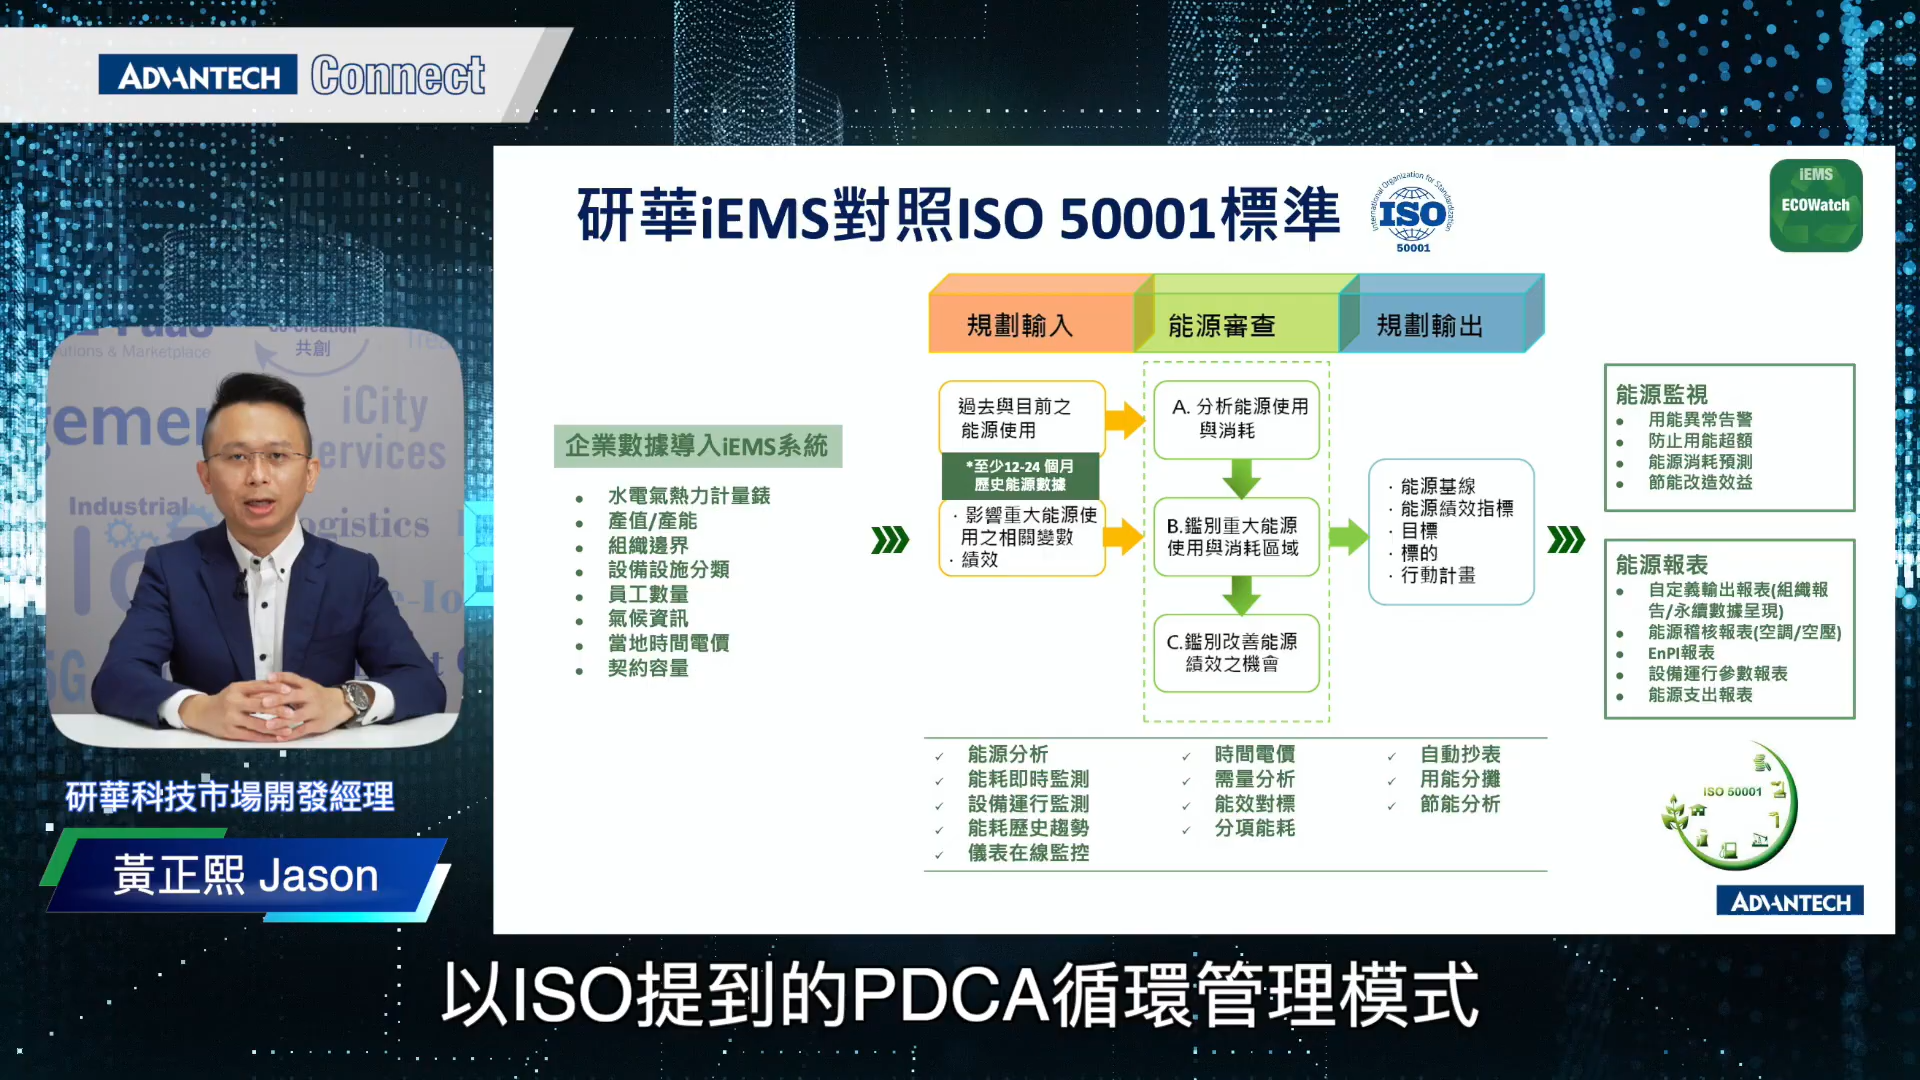 ADVANTECH Connect
研華iEMS對照ISO 50001標準
International Organization for Standardization
ISO
50001
iEMS
ECOWatch
規劃輸入
能源審查
規劃輸出
企業數據導入iEMS系統
• 水電氣熱力計量錶
• 產值/產能
• 組織邊界
• 設備設施分類
• 員工數量
• 氣候資訊
• 當地時間電價
• 契約容量
過去與目前之
能源使用
*至少12-24 個月
歷史能源數據
· 影響重大能源使
用之相關變數
· 績效
A. 分析能源使用
與消耗
B.鑑別重大能源
使用與消耗區域
C.鑑別改善能源
績效之機會
· 能源基線
· 能源績效指標
· 目標
· 標的
· 行動計畫
能源監視
• 用能異常告警
• 防止用能超額
• 能源消耗預測
• 節能改造效益
能源報表
• 自定義輸出報表(組織報
告/永續數據呈現)
• 能源稽核報表(空調/空壓)
• EnPI報表
• 設備運行參數報表
• 能源支出報表
✓ 能源分析
✓ 能耗即時監測
✓ 設備運行監測
✓ 能耗歷史趨勢
✓ 儀表在線監控
✓ 時間電價
✓ 需量分析
✓ 能效對標
✓ 分項能耗
✓ 自動抄表
✓ 用能分攤
✓ 節能分析
ISO 50001
ADVANTECH
Co-Creation
共創
utions & Marketplace
iCity
ervices
Industrial
ogistics
5G
研華科技市場開發經理
黃正熙 Jason
以ISO提到的PDCA循環管理模式